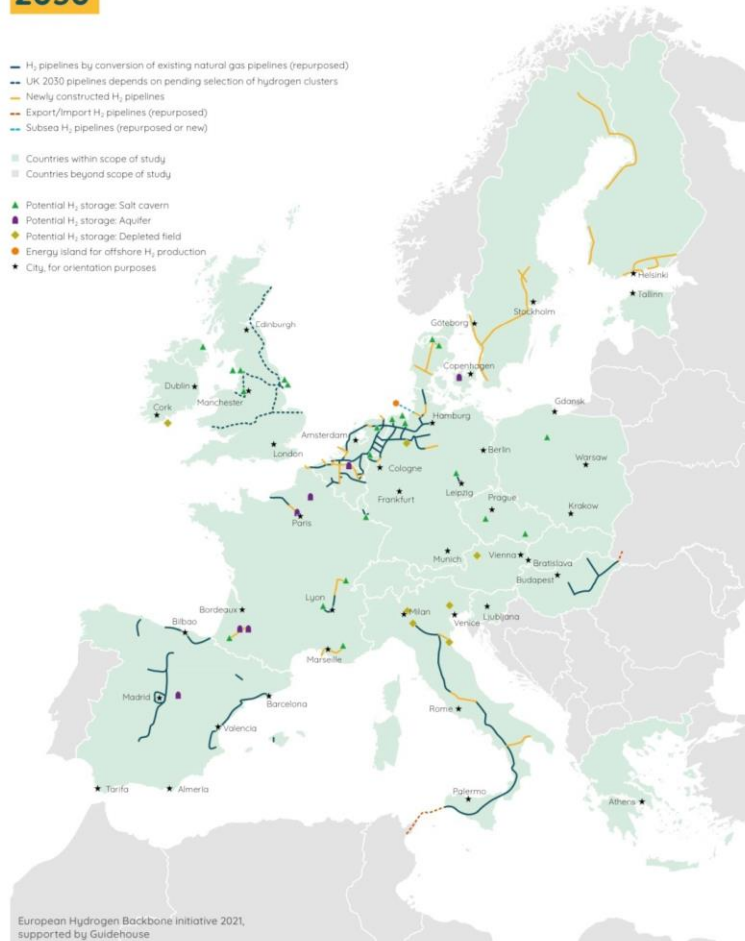 2030
H₂ pipelines by conversion of existing natural gas pipelines (repurposed)
UK 2030 pipelines depends on pending selection of hydrogen clusters
Newly constructed H₂ pipelines
Export/Import H₂ pipelines (repurposed)
Subsea H₂ pipelines (repurposed or new)
Countries within scope of study
Countries beyond scope of study
Potential H₂ storage: Salt cavern
Potential H₂ storage: Aquifer
Potential H₂ storage: Depleted field
Energy island for offshore H₂ production
City, for orientation purposes
Helsinki
Tallinn
Stockholm
Göteborg
Edinburgh
Copenhagen
Dublin
Manchester
Cork
Gdansk
Hamburg
Amsterdam
London
Berlin
Warsaw
Cologne
Leipzig
Frankfurt
Prague
Krakow
Paris
Munich
Vienna
Bratislava
Budapest
Lyon
Bordeaux
Milan
Venice
Ljubljana
Bilbao
Marseille
Madrid
Barcelona
Rome
Valencia
Tarifa
Almería
Palermo
Athens
European Hydrogen Backbone initiative 2021,
supported by Guidehouse